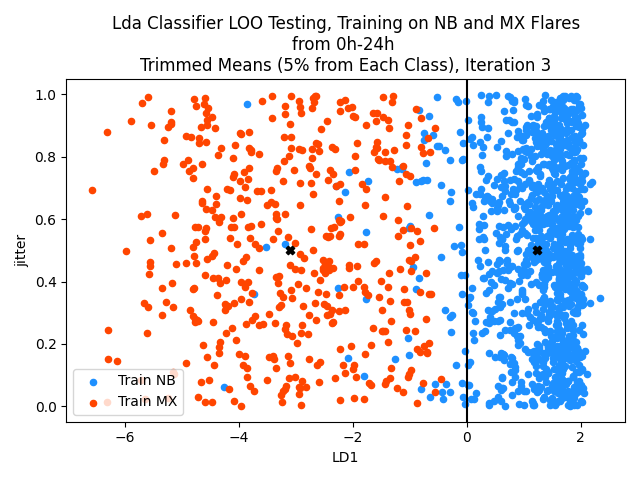 Lda Classifier LOO Testing, Training on NB and MX Flares
from 0h-24h
Trimmed Means (5% from Each Class), Iteration 3
1.0
0.8
0.6
0.4
0.2
0.0
jitter
Train NB
Train MX
−6
−4
−2
0
2
LD1